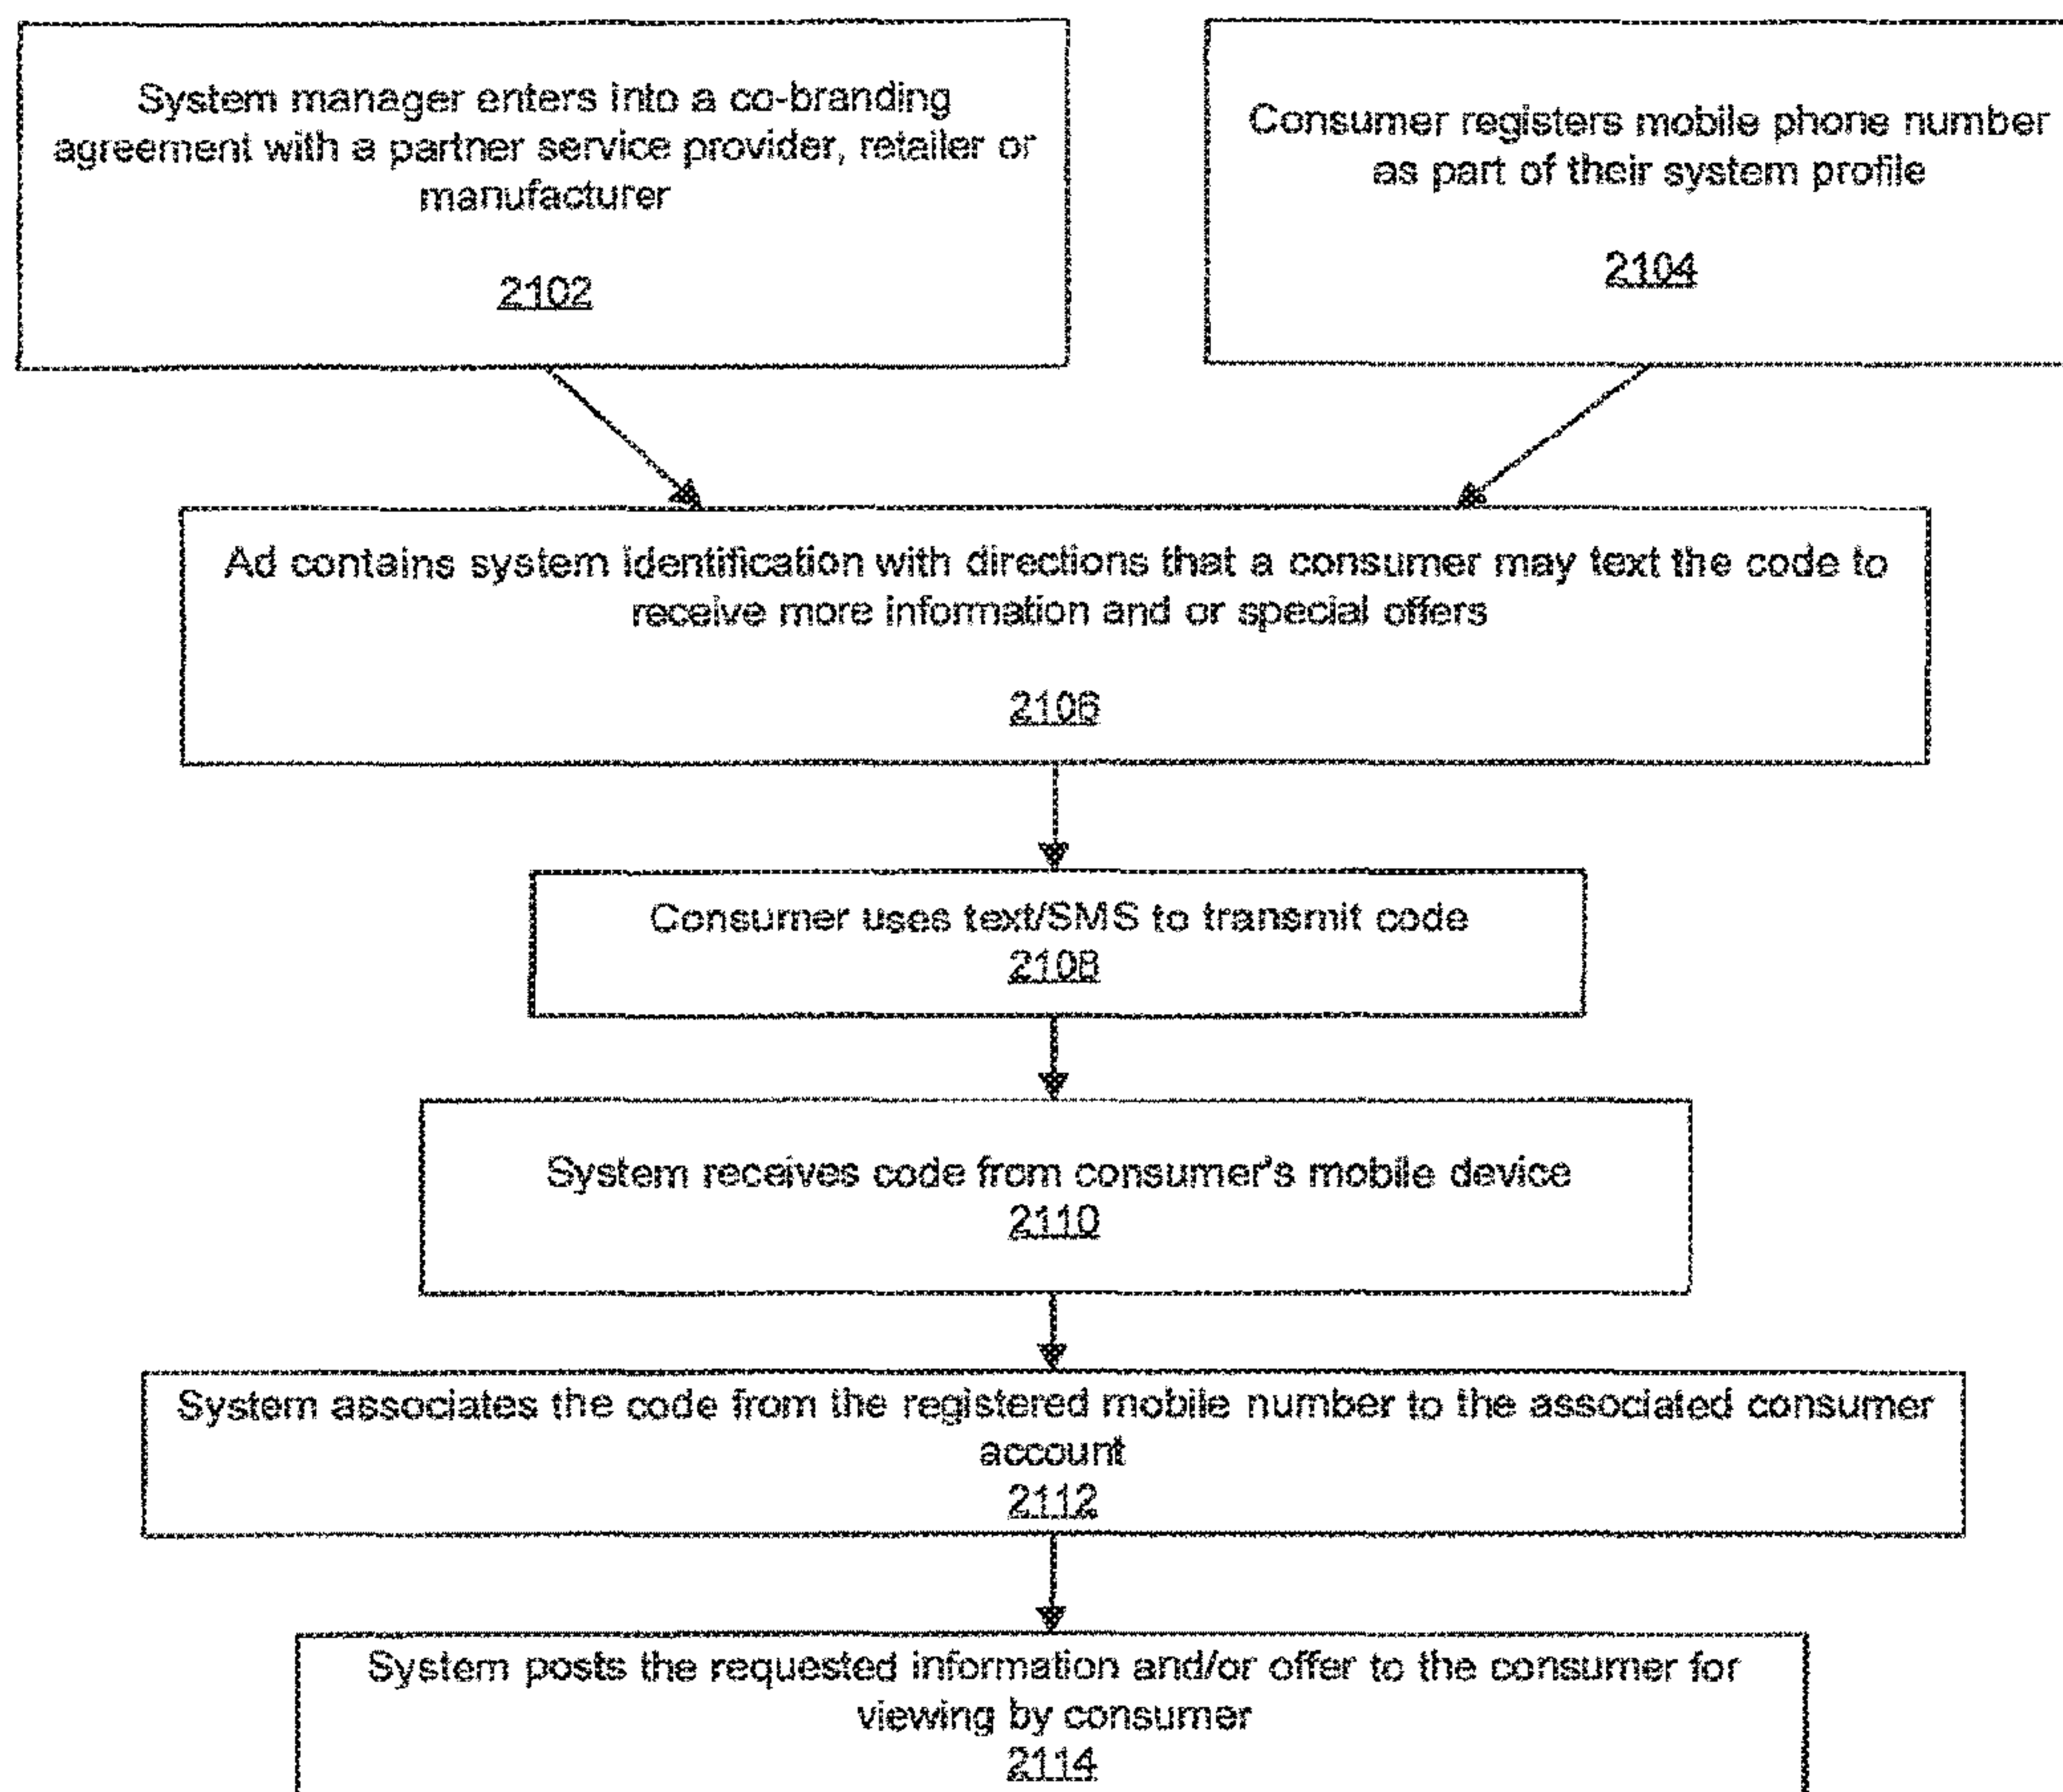 System manager enters into a co-branding
agreement with a partner service provider, retailer or
manufacturer
2102
Consumer registers mobile phone number
as part of their system profile
2104
Ad contains system identification with directions that a consumer may text the code to
receive more information and or special offers
2106
Consumer uses text/SMS to transmit code
2108
System receives code from consumer's mobile device
2110
System associates the code from the registered mobile number to the associated consumer
account
2112
System posts the requested information and/or offer to the consumer for
viewing by consumer
2114